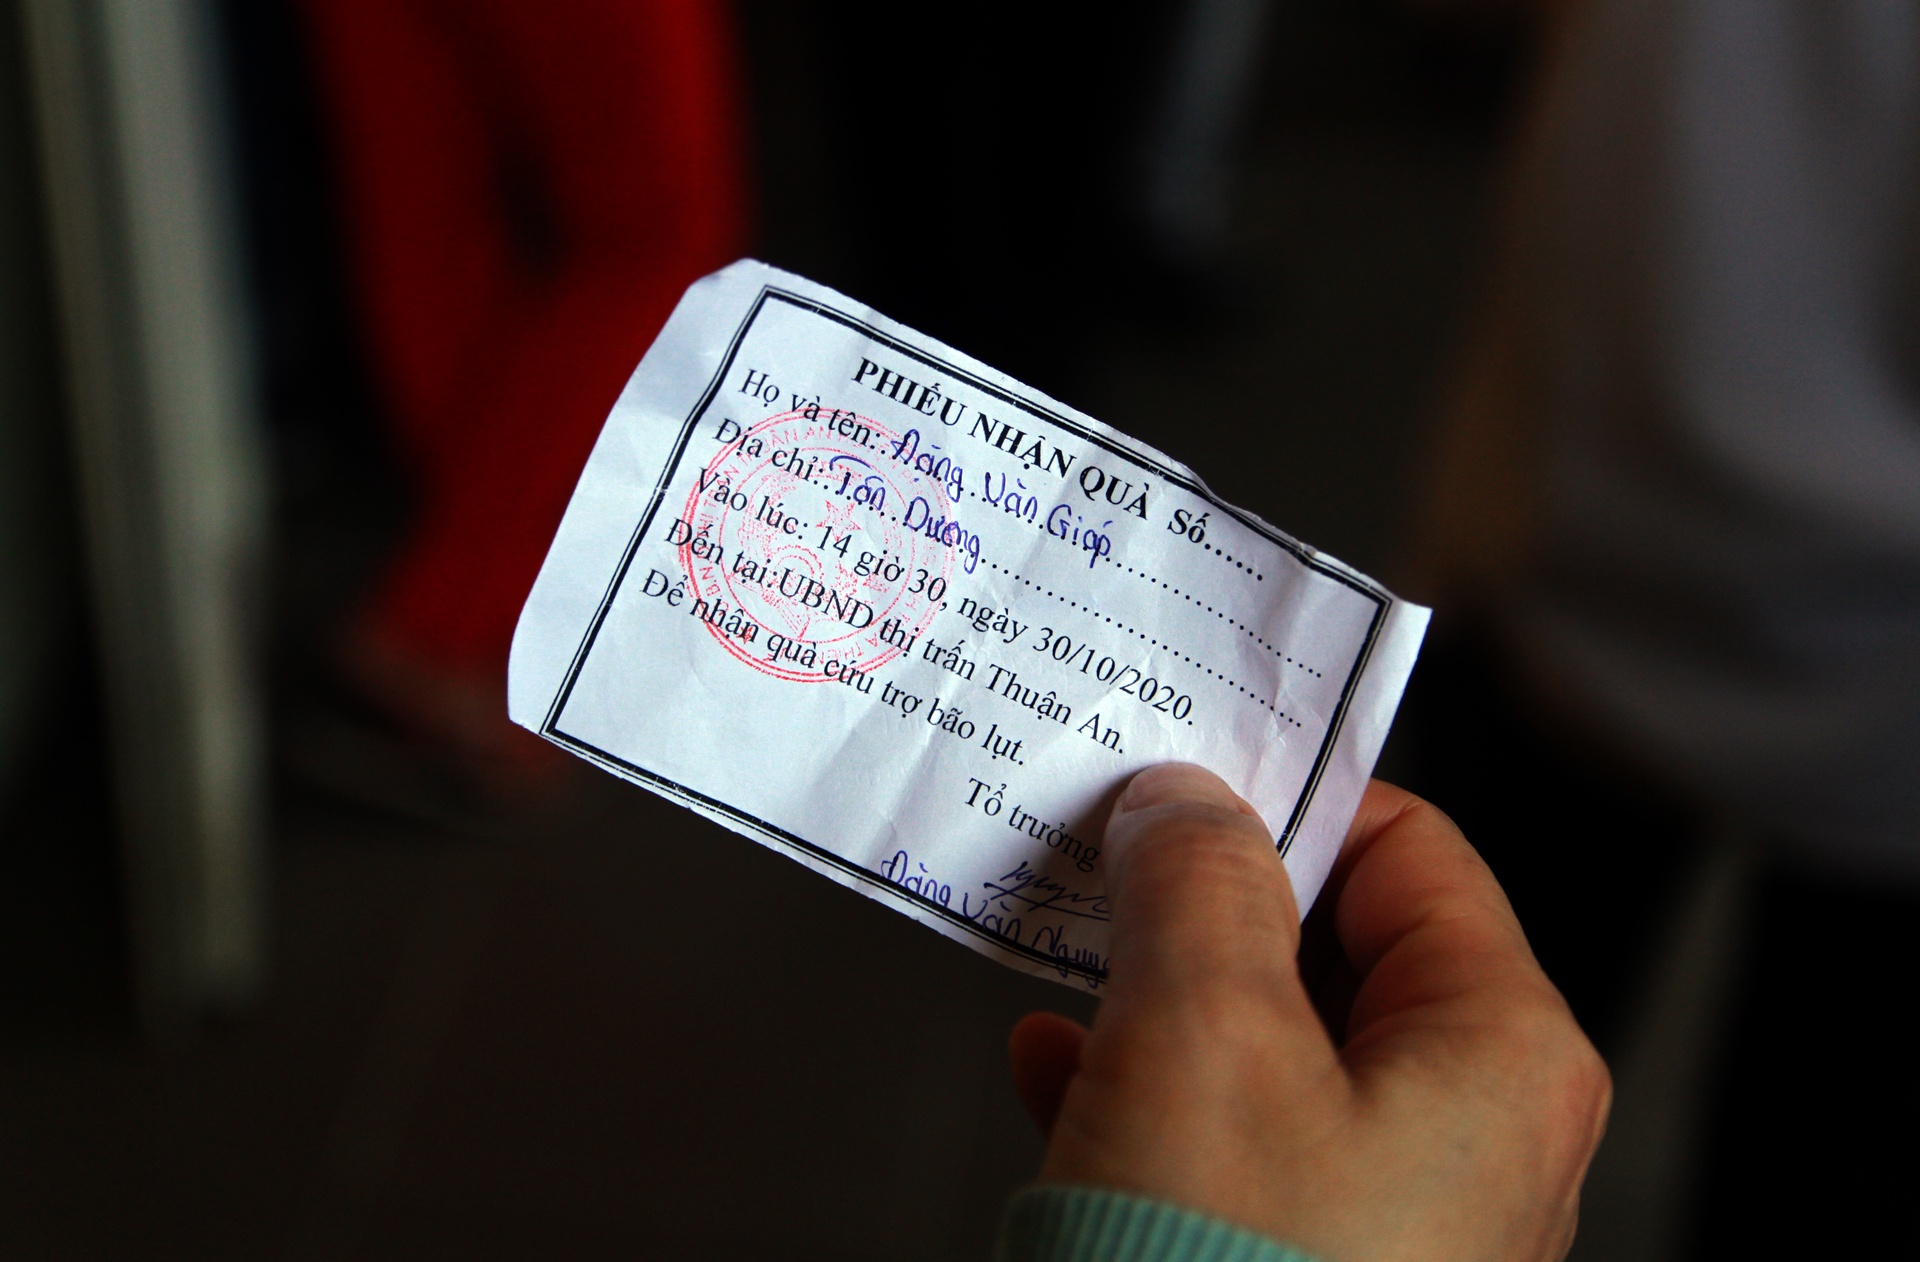 PHIẾU NHẬN QUÀ Số......
Họ và tên: Đặng Văn Giáp
Địa chỉ: Tân Dương
Vào lúc: 14 giờ 30, ngày 30/10/2020.
Đến tại:UBND thị trấn Thuận An.
Để nhận quà cứu trợ bão lụt.
Tổ trưởng
Đặng Văn